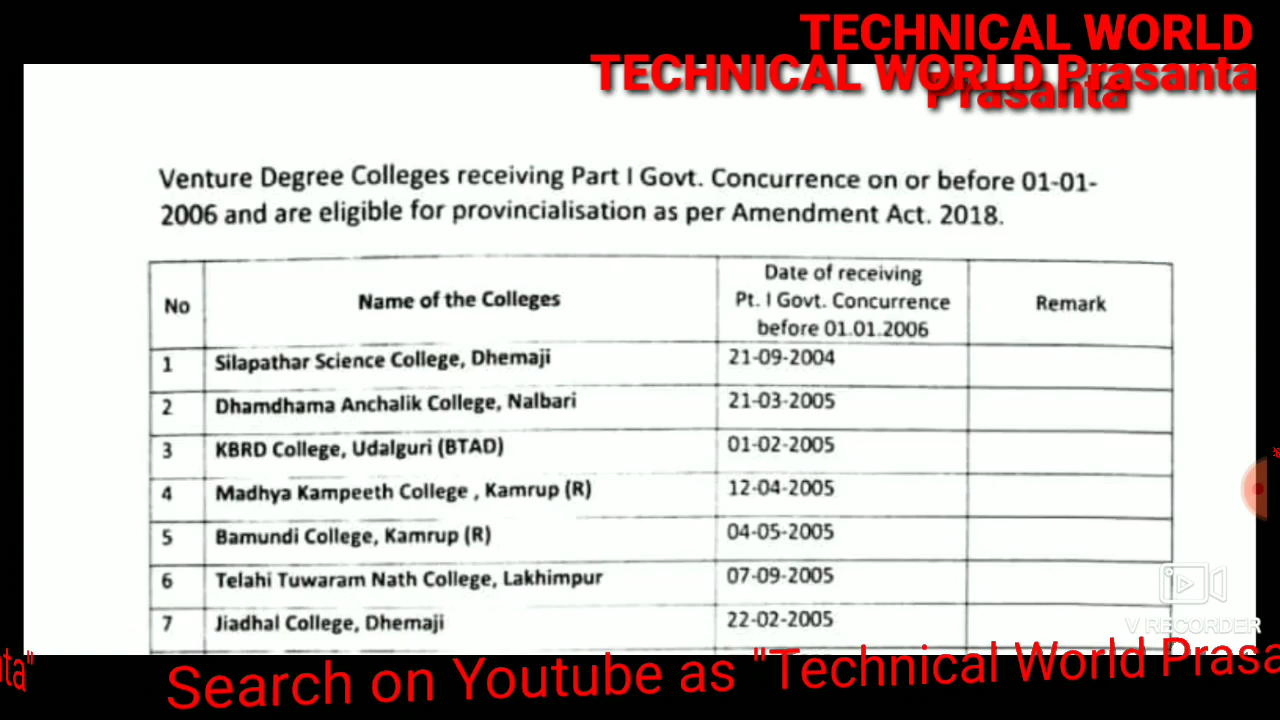 TECHNICAL WORLD
TECHNICAL WORLD Prasanta
Prasanta
Venture Degree Colleges receiving Part I Govt. Concurrence on or before 01-01-
2006 and are eligible for provincialisation as per Amendment Act. 2018.
No
Name of the Colleges
Date of receiving
Pt. I Govt. Concurrence
before 01.01.2006
Remark
1 Silapathar Science College, Dhemaji 21-09-2004
2 Dhamdhama Anchalik College, Nalbari 21-03-2005
3 KBRD College, Udalguri (BTAD) 01-02-2005
4 Madhya Kampeeth College , Kamrup (R) 12-04-2005
5 Bamundi College, Kamrup (R) 04-05-2005
6 Telahi Tuwaram Nath College, Lakhimpur 07-09-2005
7 Jiadhal College, Dhemaji 22-02-2005
V RECORDER
nta" Search on Youtube as "Technical World Prasa